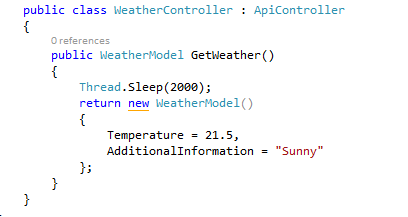 public class WeatherController : ApiController
{
0 references
public WeatherModel GetWeather()
{
Thread.Sleep(2000);
return new WeatherModel()
{
Temperature = 21.5,
AdditionalInformation = "Sunny"
};
}
}